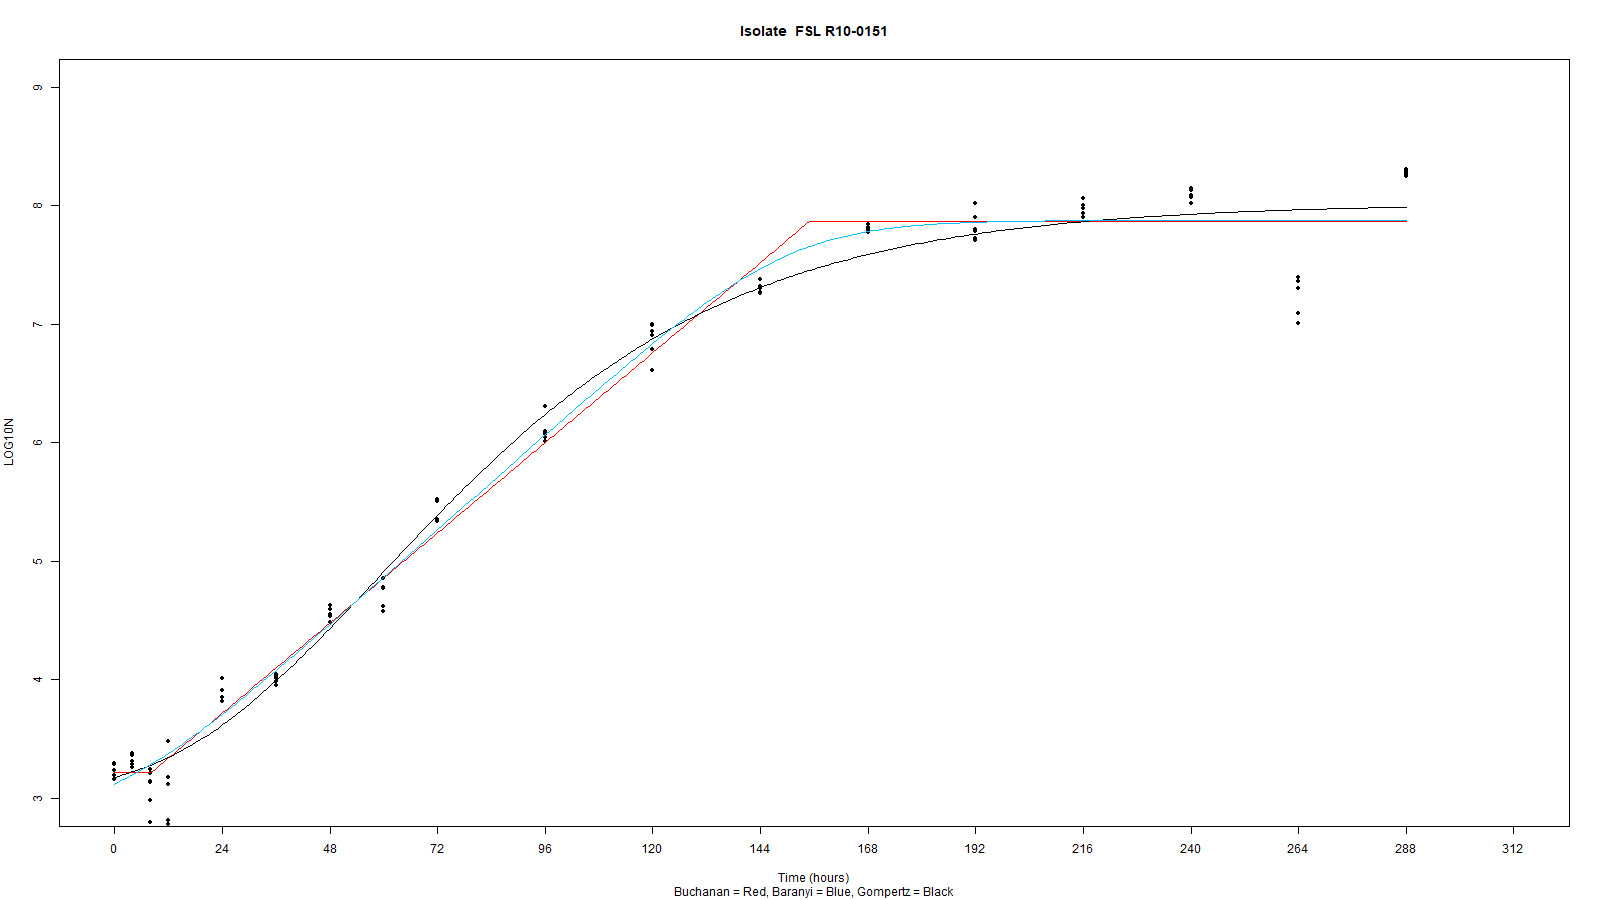 Isolate  FSL R10-0151
9
8
7
6
5
4
3
LOG10N
0 24 48 72 96 120 144 168 192 216 240 264 288 312
Time (hours)
Buchanan = Red, Baranyi = Blue, Gompertz = Black